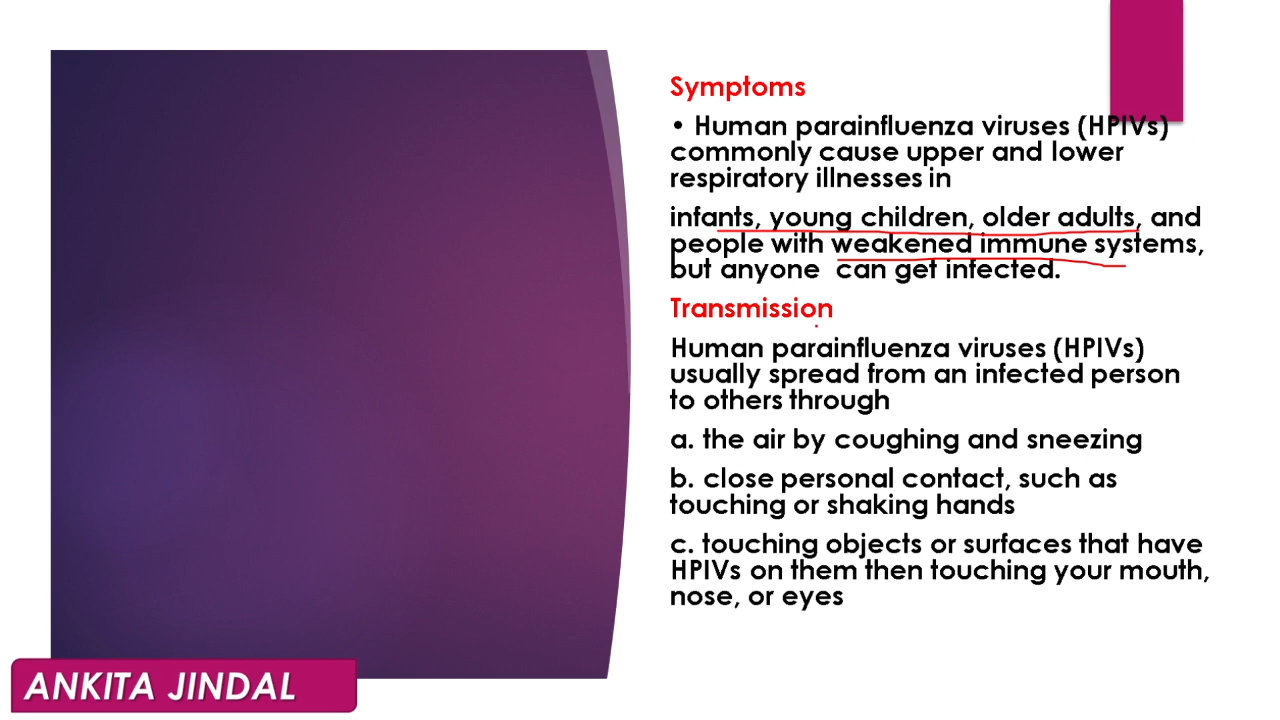 Symptoms
• Human parainfluenza viruses (HPIVs)
commonly cause upper and lower
respiratory illnesses in
infants, young children, older adults, and
people with weakened immune systems,
but anyone can get infected.
Transmission
Human parainfluenza viruses (HPIVs)
usually spread from an infected person
to others through
a. the air by coughing and sneezing
b. close personal contact, such as
touching or shaking hands
c. touching objects or surfaces that have
HPIVs on them then touching your mouth,
nose, or eyes
ANKITA JINDAL